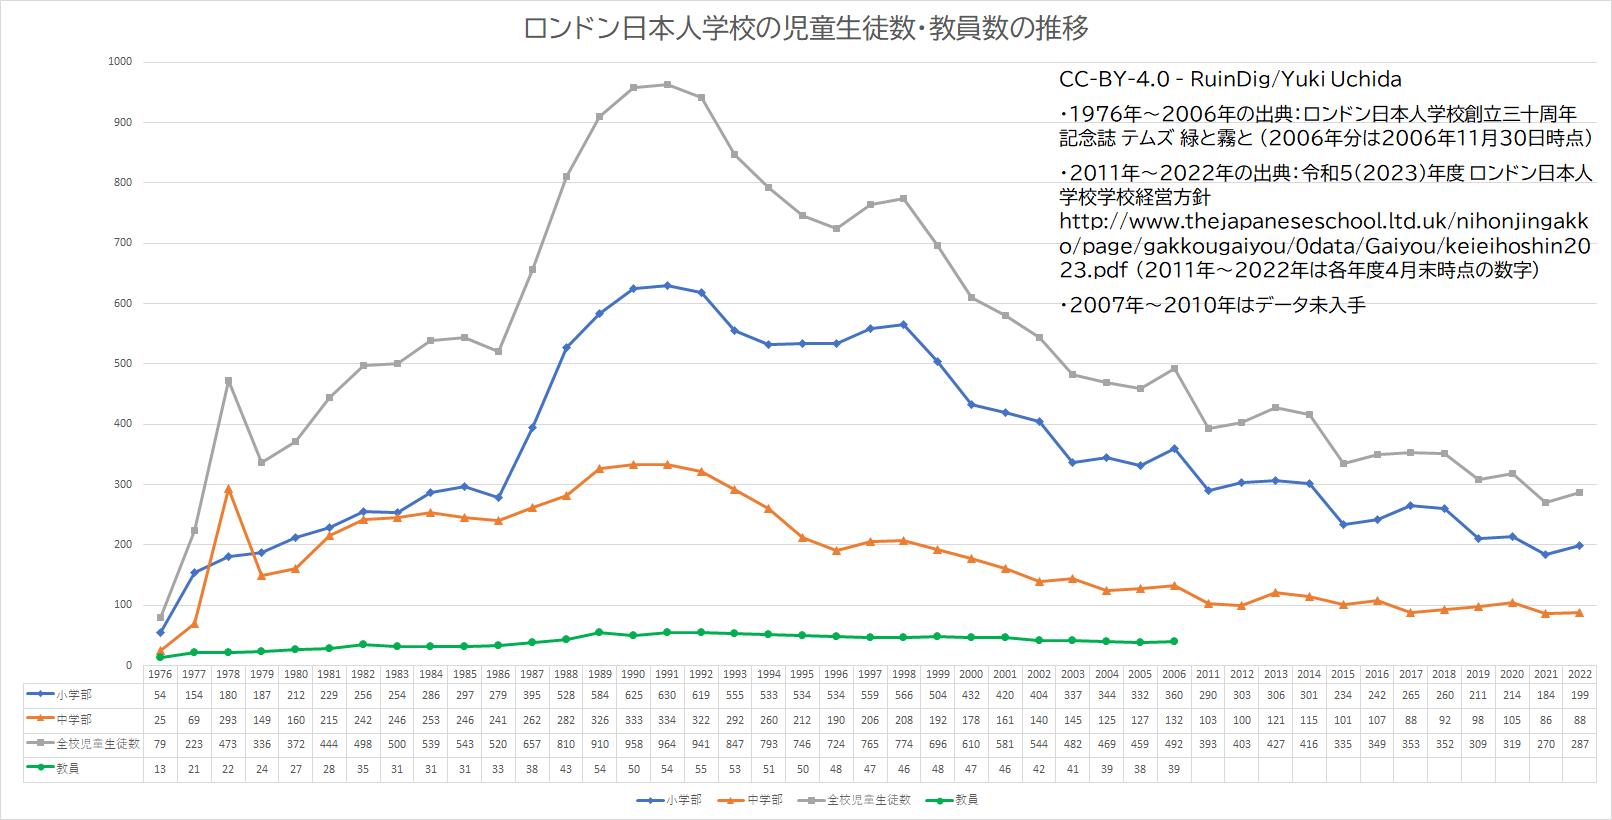 ロンドン日本人学校の児童生徒数・教員数の推移
CC-BY-4.0 - RuinDig/Yuki Uchida
・1976年～2006年の出典：ロンドン日本人学校創立三十周年
記念誌 テムズ 緑と霧と （2006年分は2006年11月30日時点）
・2011年～2022年の出典：令和5（2023）年度 ロンドン日本人
学校学校経営方針
http://www.thejapaneseschool.ltd.uk/nihonjingakk
o/page/gakkougaiyou/0data/Gaiyou/keieihoshin20
23.pdf （2011年～2022年は各年度4月末時点の数字）
・2007年～2010年はデータ未入手
1000
900
800
700
600
500
400
300
200
100
0
1976 1977 1978 1979 1980 1981 1982 1983 1984 1985 1986 1987 1988 1989 1990 1991 1992 1993 1994 1995 1996 1997 1998 1999 2000 2001 2002 2003 2004 2005 2006 2011 2012 2013 2014 2015 2016 2017 2018 2019 2020 2021 2022
小学部 54 154 180 187 212 229 256 254 286 297 279 395 528 584 625 630 619 555 533 534 534 559 566 504 432 420 404 337 344 332 360 290 303 306 301 234 242 265 260 211 214 184 199
中学部 25 69 293 149 160 215 242 246 253 246 241 262 282 326 333 334 322 292 260 212 190 206 208 192 178 161 140 145 125 127 132 103 100 121 115 101 107 88 92 98 105 86 88
全校児童生徒数 79 223 473 336 372 444 498 500 539 543 520 657 810 910 958 964 941 847 793 746 724 765 774 696 610 581 544 482 469 459 492 393 403 427 416 335 349 353 352 309 319 270 287
教員 13 21 22 24 27 28 35 31 31 31 33 38 43 54 50 54 55 53 51 50 48 47 46 48 47 46 42 41 39 38 39
小学部 中学部 全校児童生徒数 教員